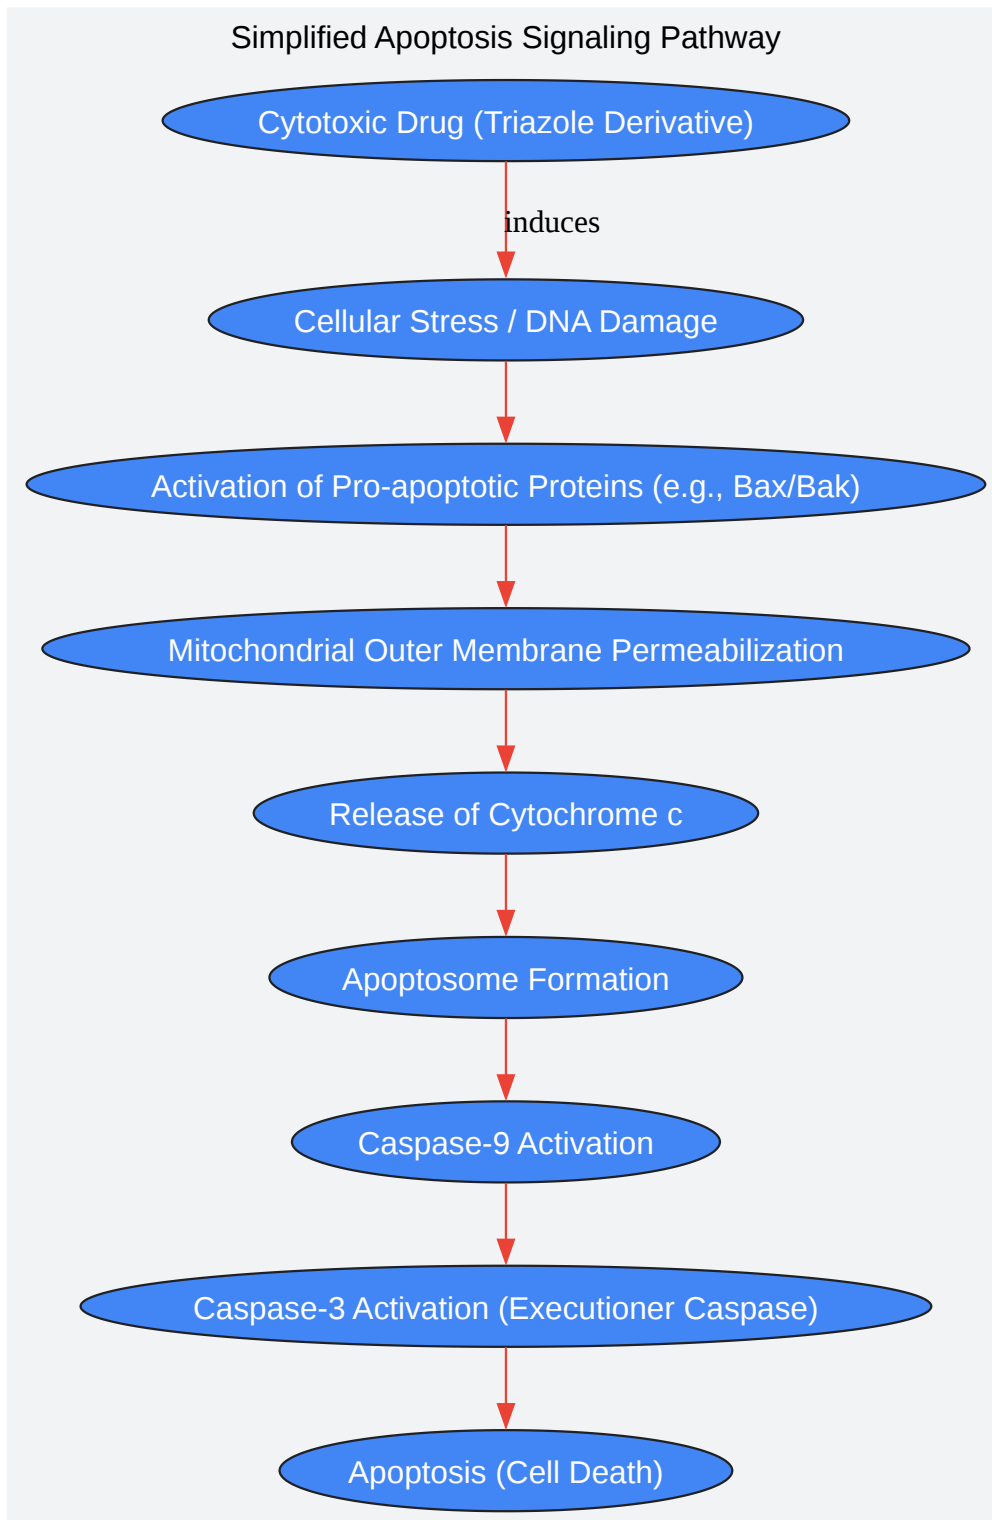 Simplified Apoptosis Signaling Pathway
Cytotoxic Drug (Triazole Derivative)
induces
Cellular Stress / DNA Damage
Activation of Pro-apoptotic Proteins (e.g., Bax/Bak)
Mitochondrial Outer Membrane Permeabilization
Release of Cytochrome c
Apoptosome Formation
Caspase-9 Activation
Caspase-3 Activation (Executioner Caspase)
Apoptosis (Cell Death)